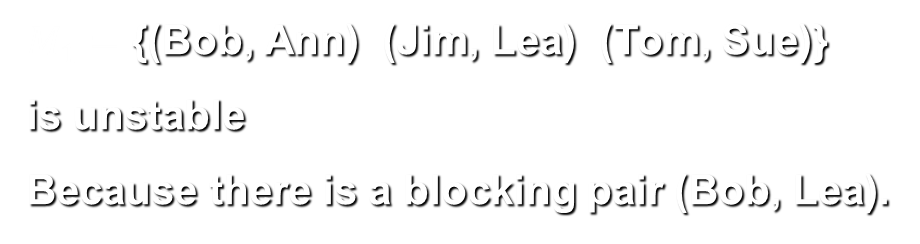 {(Bob, Ann) (Jim, Lea) (Tom, Sue)}
is unstable
Because there is a blocking pair (Bob, Lea).